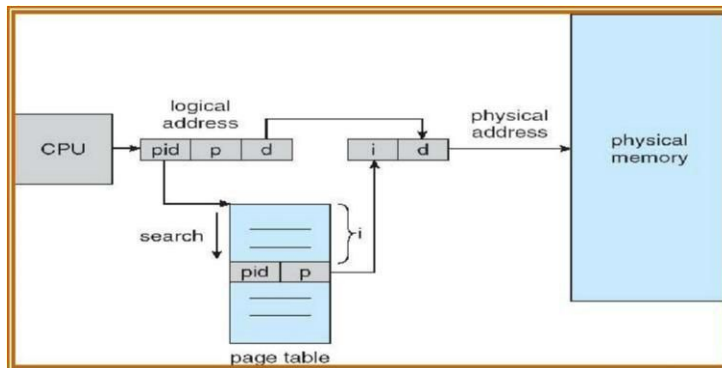 logical
address
physical
address
CPU
pid p d
i d
physical
memory
search
i
pid p
page table